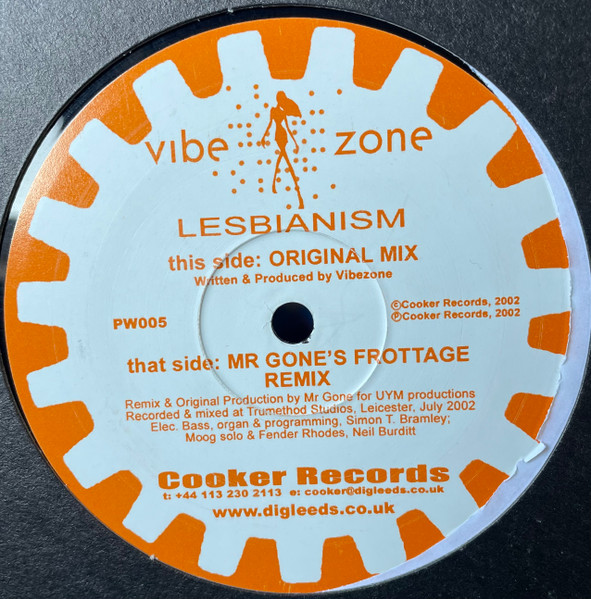 vibe zone
LESBIANISM
this side: ORIGINAL MIX
Written & Produced by Vibezone
©Cooker Records, 2002
PW005
℗Cooker Records, 2002
that side: MR GONE'S FROTTAGE
REMIX
Remix & Original Production by Mr Gone for UYM productions
Recorded & mixed at Trumethod Studios, Leicester, July 2002
Elec. Bass, organ & programming, Simon T. Bramley;
Moog solo & Fender Rhodes, Neil Burditt
Cooker Records
t: +44 113 230 2113 e: cooker@digleeds.co.uk
www.digleeds.co.uk